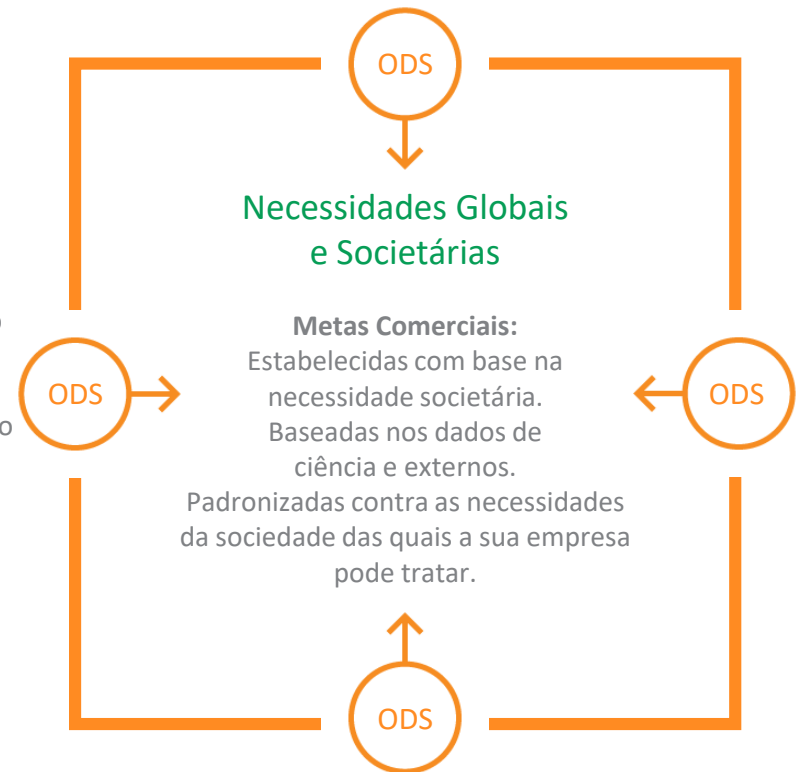 ODS
Necessidades Globais
e Societárias
Metas Comerciais:
Estabelecidas com base na
ODS
necessidade societária.
ODS
Baseadas nos dados de
o
ciência e externos.
Padronizadas contra as necessidades
da sociedade das quais a sua empresa
pode tratar.
ODS